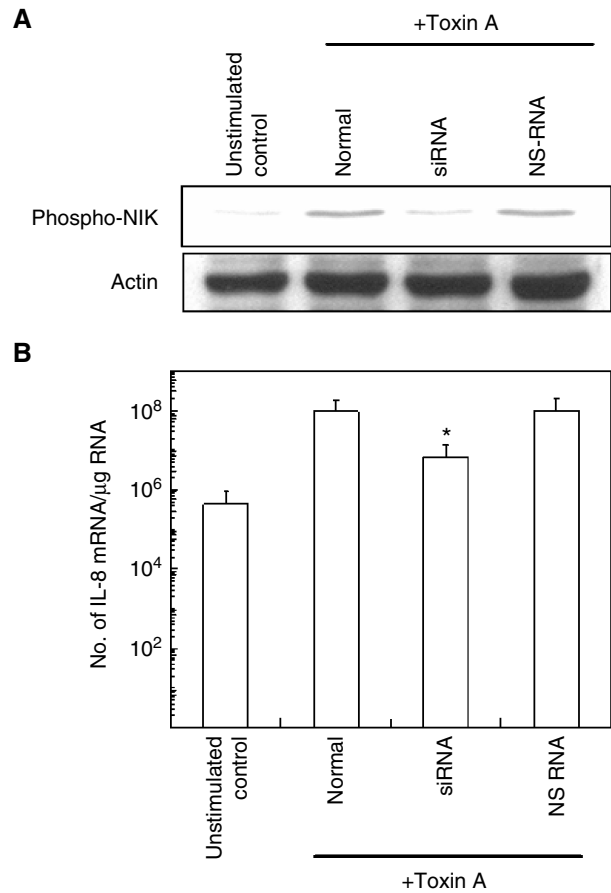 A
+Toxin A
Unstimulated
control
Normal
siRNA
NS-RNA
Phospho-NIK
Actin
B
No. of IL-8 mRNA/μg RNA
10^8
10^6
10^4
10^2
*
Unstimulated
control
Normal
siRNA
NS RNA
+Toxin A